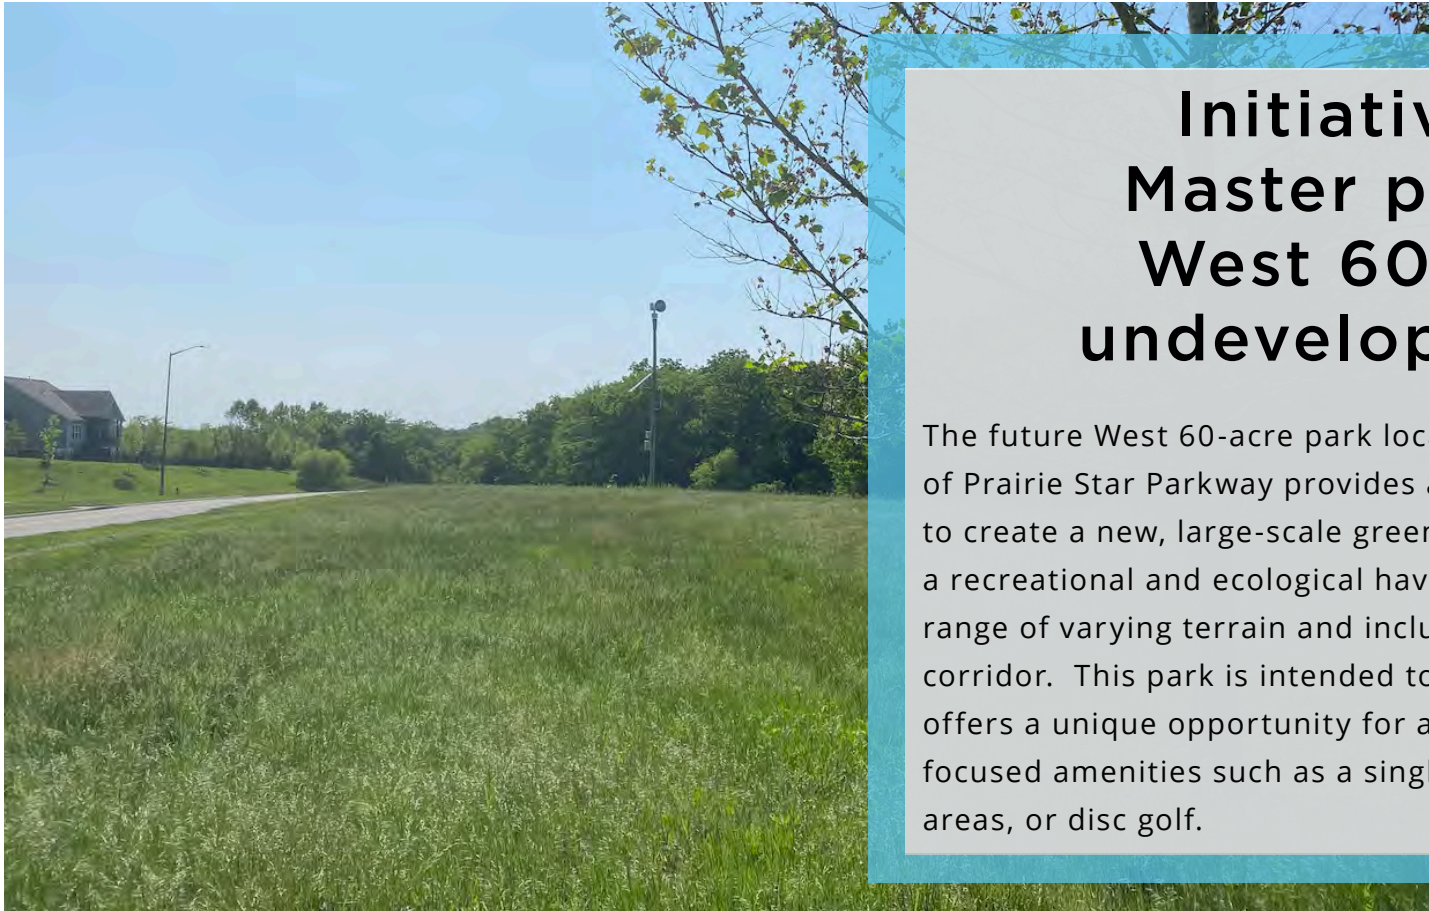 Initiativ
Master p
West 60
undevelop
The future West 60-acre park loc
of Prairie Star Parkway provides a
to create a new, large-scale green
a recreational and ecological hav
range of varying terrain and inclu
corridor. This park is intended to
offers a unique opportunity for a
focused amenities such as a singl
areas, or disc golf.